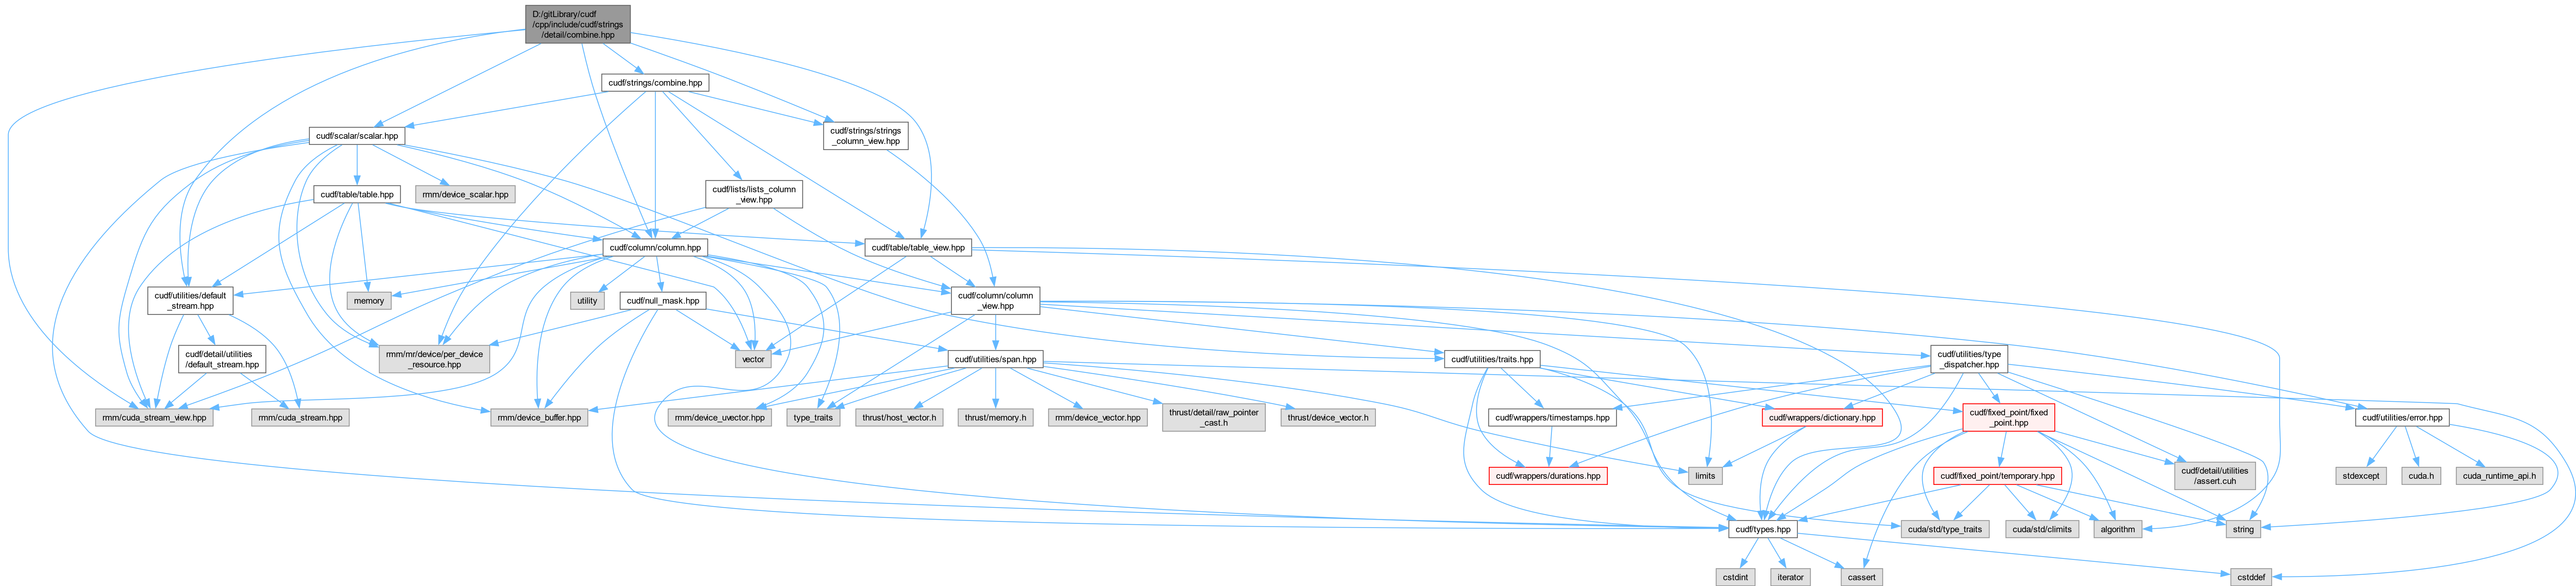 D:/gitLibrary/cudf
/cpp/include/cudf/strings
/detail/combine.hpp
cudf/strings/combine.hpp
cudf/scalar/scalar.hpp
cudf/strings/strings
_column_view.hpp
cudf/table/table.hpp
rmm/device_scalar.hpp
cudf/lists/lists_column
_view.hpp
cudf/column/column.hpp
cudf/table/table_view.hpp
cudf/utilities/default
_stream.hpp
memory
utility
cudf/null_mask.hpp
cudf/column/column
_view.hpp
cudf/detail/utilities
/default_stream.hpp
rmm/mr/device/per_device
_resource.hpp
vector
cudf/utilities/span.hpp
cudf/utilities/traits.hpp
cudf/utilities/type
_dispatcher.hpp
rmm/cuda_stream_view.hpp
rmm/cuda_stream.hpp
rmm/device_buffer.hpp
rmm/device_uvector.hpp
type_traits
thrust/host_vector.h
thrust/memory.h
rmm/device_vector.hpp
thrust/detail/raw_pointer
_cast.h
thrust/device_vector.h
cudf/wrappers/timestamps.hpp
cudf/wrappers/dictionary.hpp
cudf/fixed_point/fixed
_point.hpp
cudf/utilities/error.hpp
cudf/wrappers/durations.hpp
limits
cudf/fixed_point/temporary.hpp
cudf/detail/utilities
/assert.cuh
stdexcept
cuda.h
cuda_runtime_api.h
cudf/types.hpp
cuda/std/type_traits
cuda/std/climits
algorithm
string
cstdint
iterator
cassert
cstddef